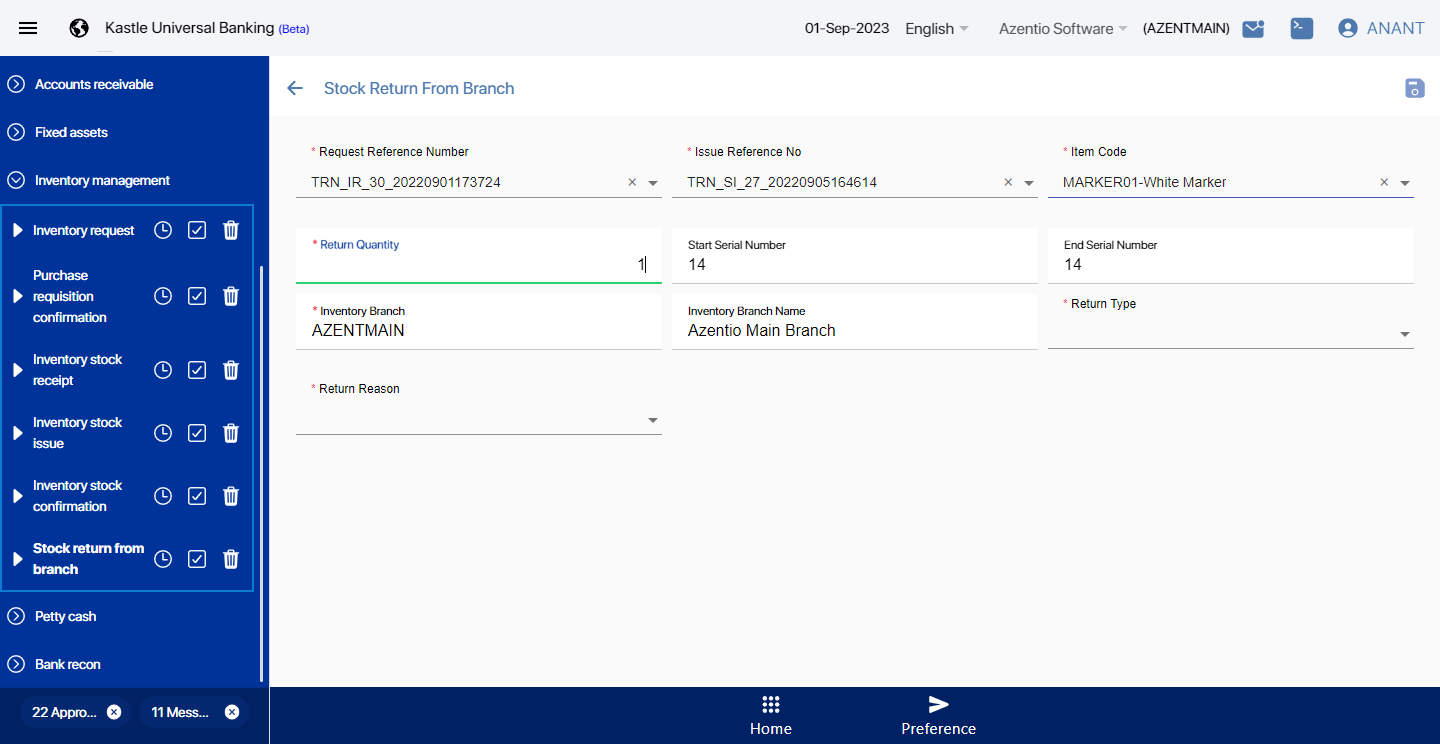 Kastle Universal Banking (Beta)
01-Sep-2023
English
Azentio Software
(AZENTMAIN)
ANANT
Accounts receivable
Fixed assets
Inventory management
Inventory request
Purchase
requisition
confirmation
Inventory stock
receipt
Inventory stock
issue
Inventory stock
confirmation
Stock return from
branch
Petty cash
Bank recon
22 Appro...
11 Mess...
Stock Return From Branch
* Request Reference Number
TRN_IR_30_20220901173724
* Issue Reference No
TRN_SI_27_20220905164614
* Item Code
MARKER01-White Marker
* Return Quantity
1
Start Serial Number
14
End Serial Number
14
* Inventory Branch
AZENTMAIN
Inventory Branch Name
Azentio Main Branch
* Return Type
* Return Reason
Home
Preference